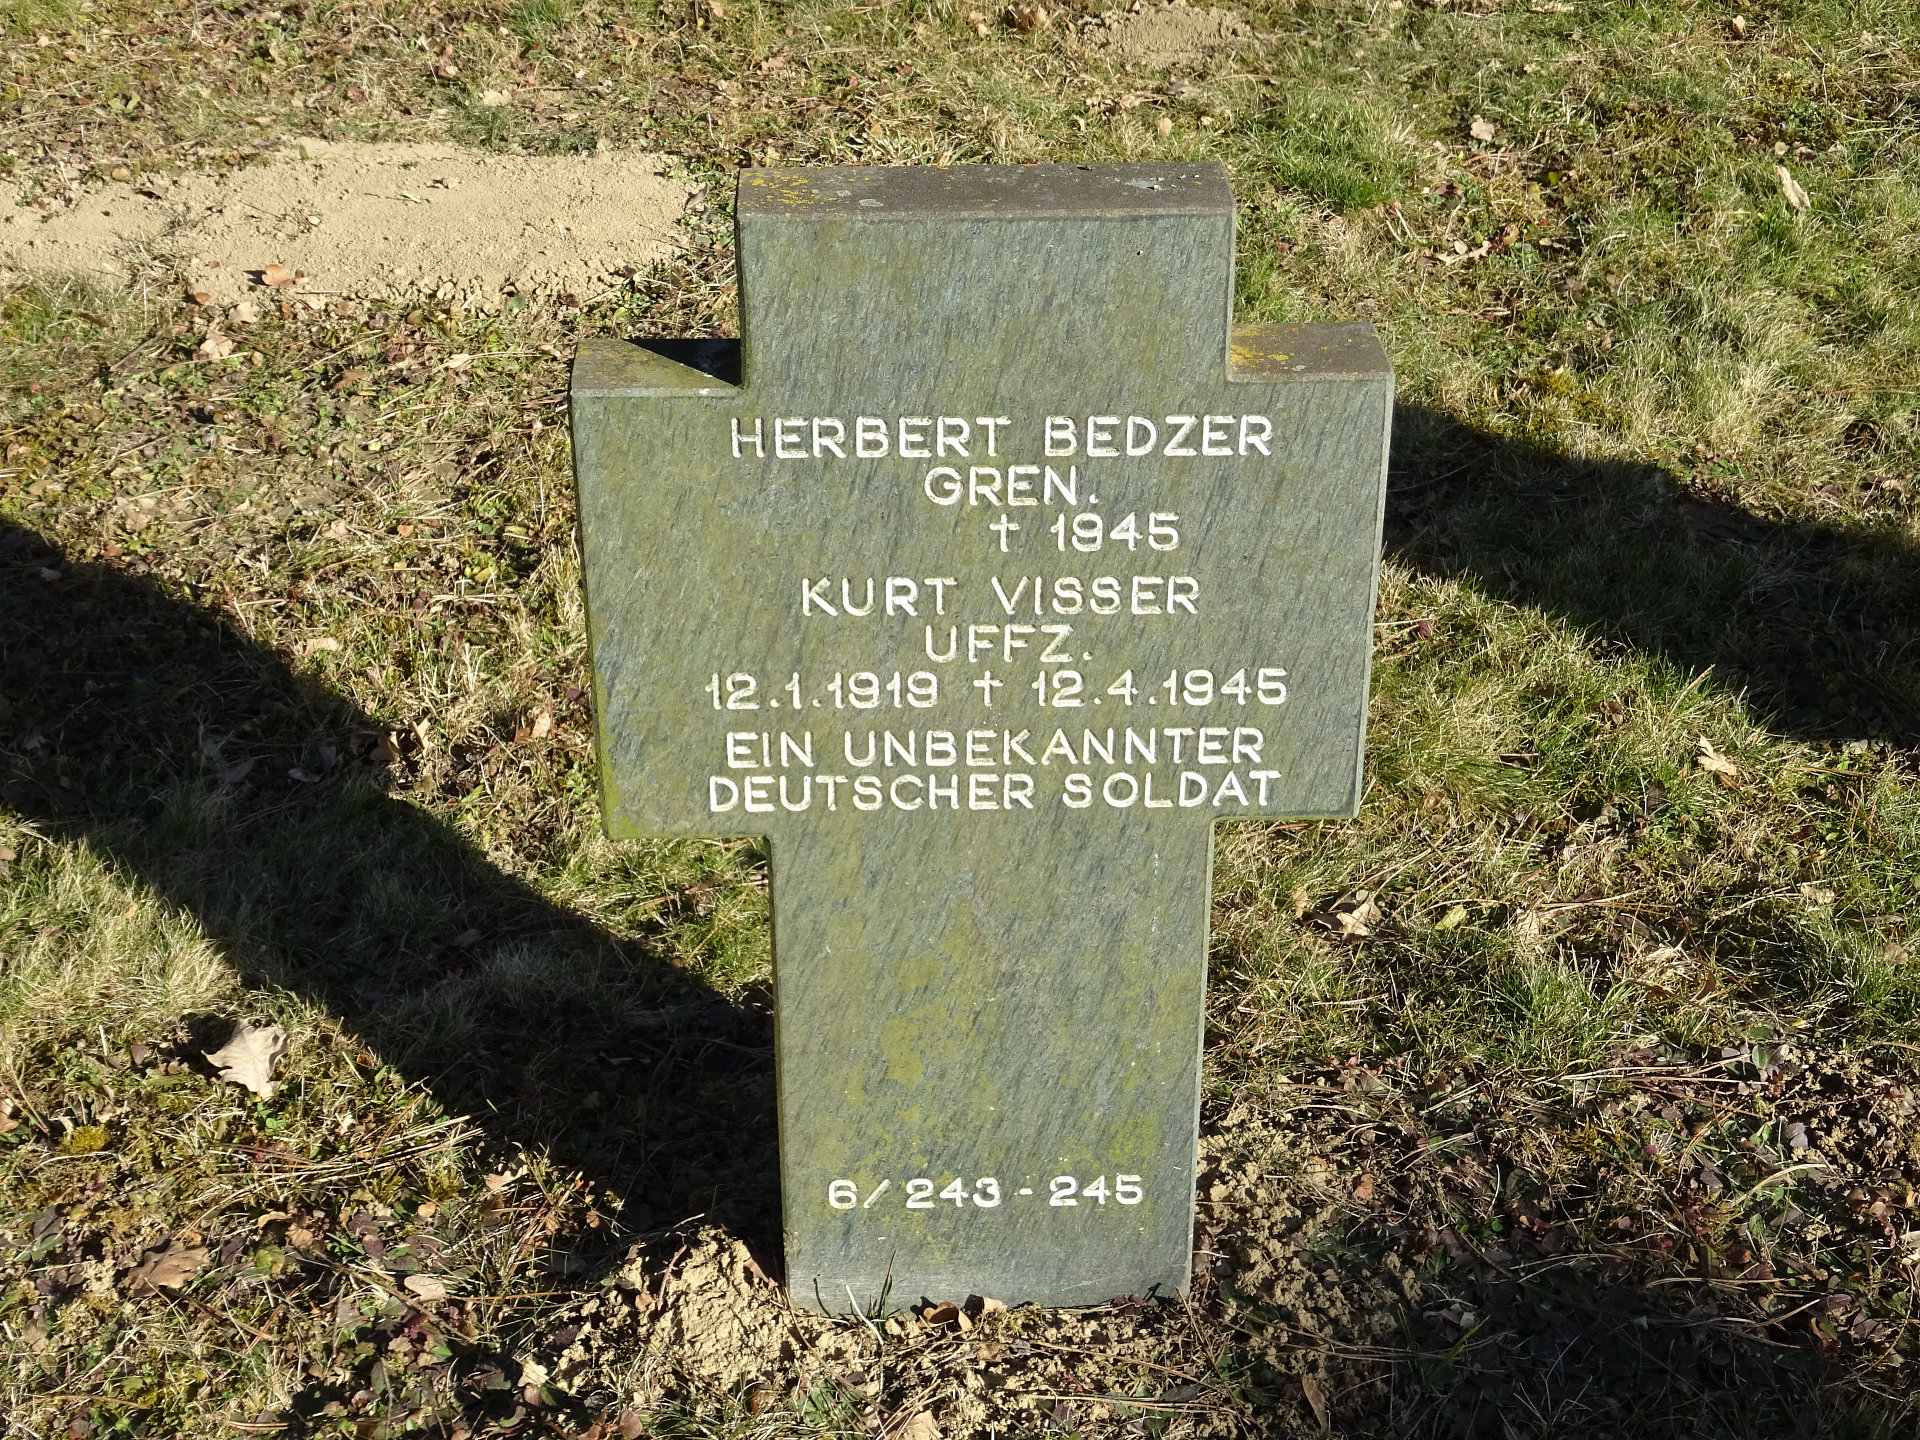 HERBERT BEDZER
GREN.
† 1945
KURT VISSER
UFFZ.
12.1.1919 † 12.4.1945
EIN UNBEKANNTER
DEUTSCHER SOLDAT
6/ 243 - 245